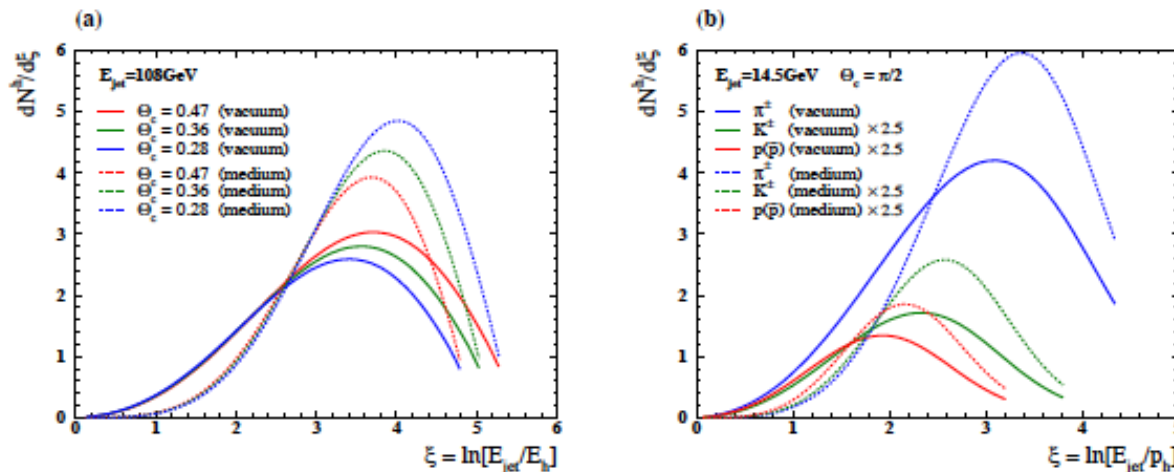 (a)
dN^h/dξ
6
5
4
3
2
1
0
E_jet=108GeV
Θ_c = 0.47 (vacuum)
Θ_c = 0.36 (vacuum)
Θ_c = 0.28 (vacuum)
Θ_c = 0.47 (medium)
Θ_c = 0.36 (medium)
Θ_c = 0.28 (medium)
0 1 2 3 4 5 6
ξ = ln[E_jet/E_h]
(b)
dN^h/dξ
6
5
4
3
2
1
0
E_jet=14.5GeV Θ_c = π/2
π^± (vacuum)
K^± (vacuum) × 2.5
p(p̅) (vacuum) × 2.5
π^± (medium)
K^± (medium) × 2.5
p(p̅) (medium) × 2.5
0 1 2 3 4 5
ξ = ln[E_jet/p_h]